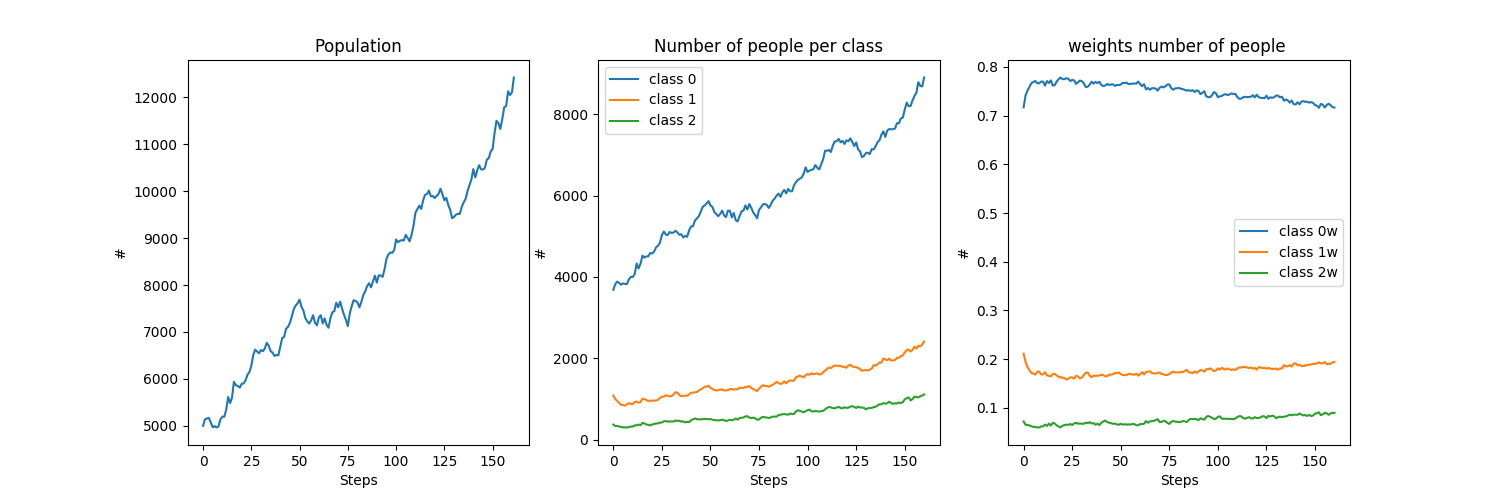 Population
#
12000
11000
10000
9000
8000
7000
6000
5000
0 25 50 75 100 125 150
Steps
Number of people per class
#
8000
6000
4000
2000
0
class 0
class 1
class 2
0 25 50 75 100 125 150
Steps
weights number of people
#
0.8
0.7
0.6
0.5
0.4
0.3
0.2
0.1
class 0w
class 1w
class 2w
0 25 50 75 100 125 150
Steps